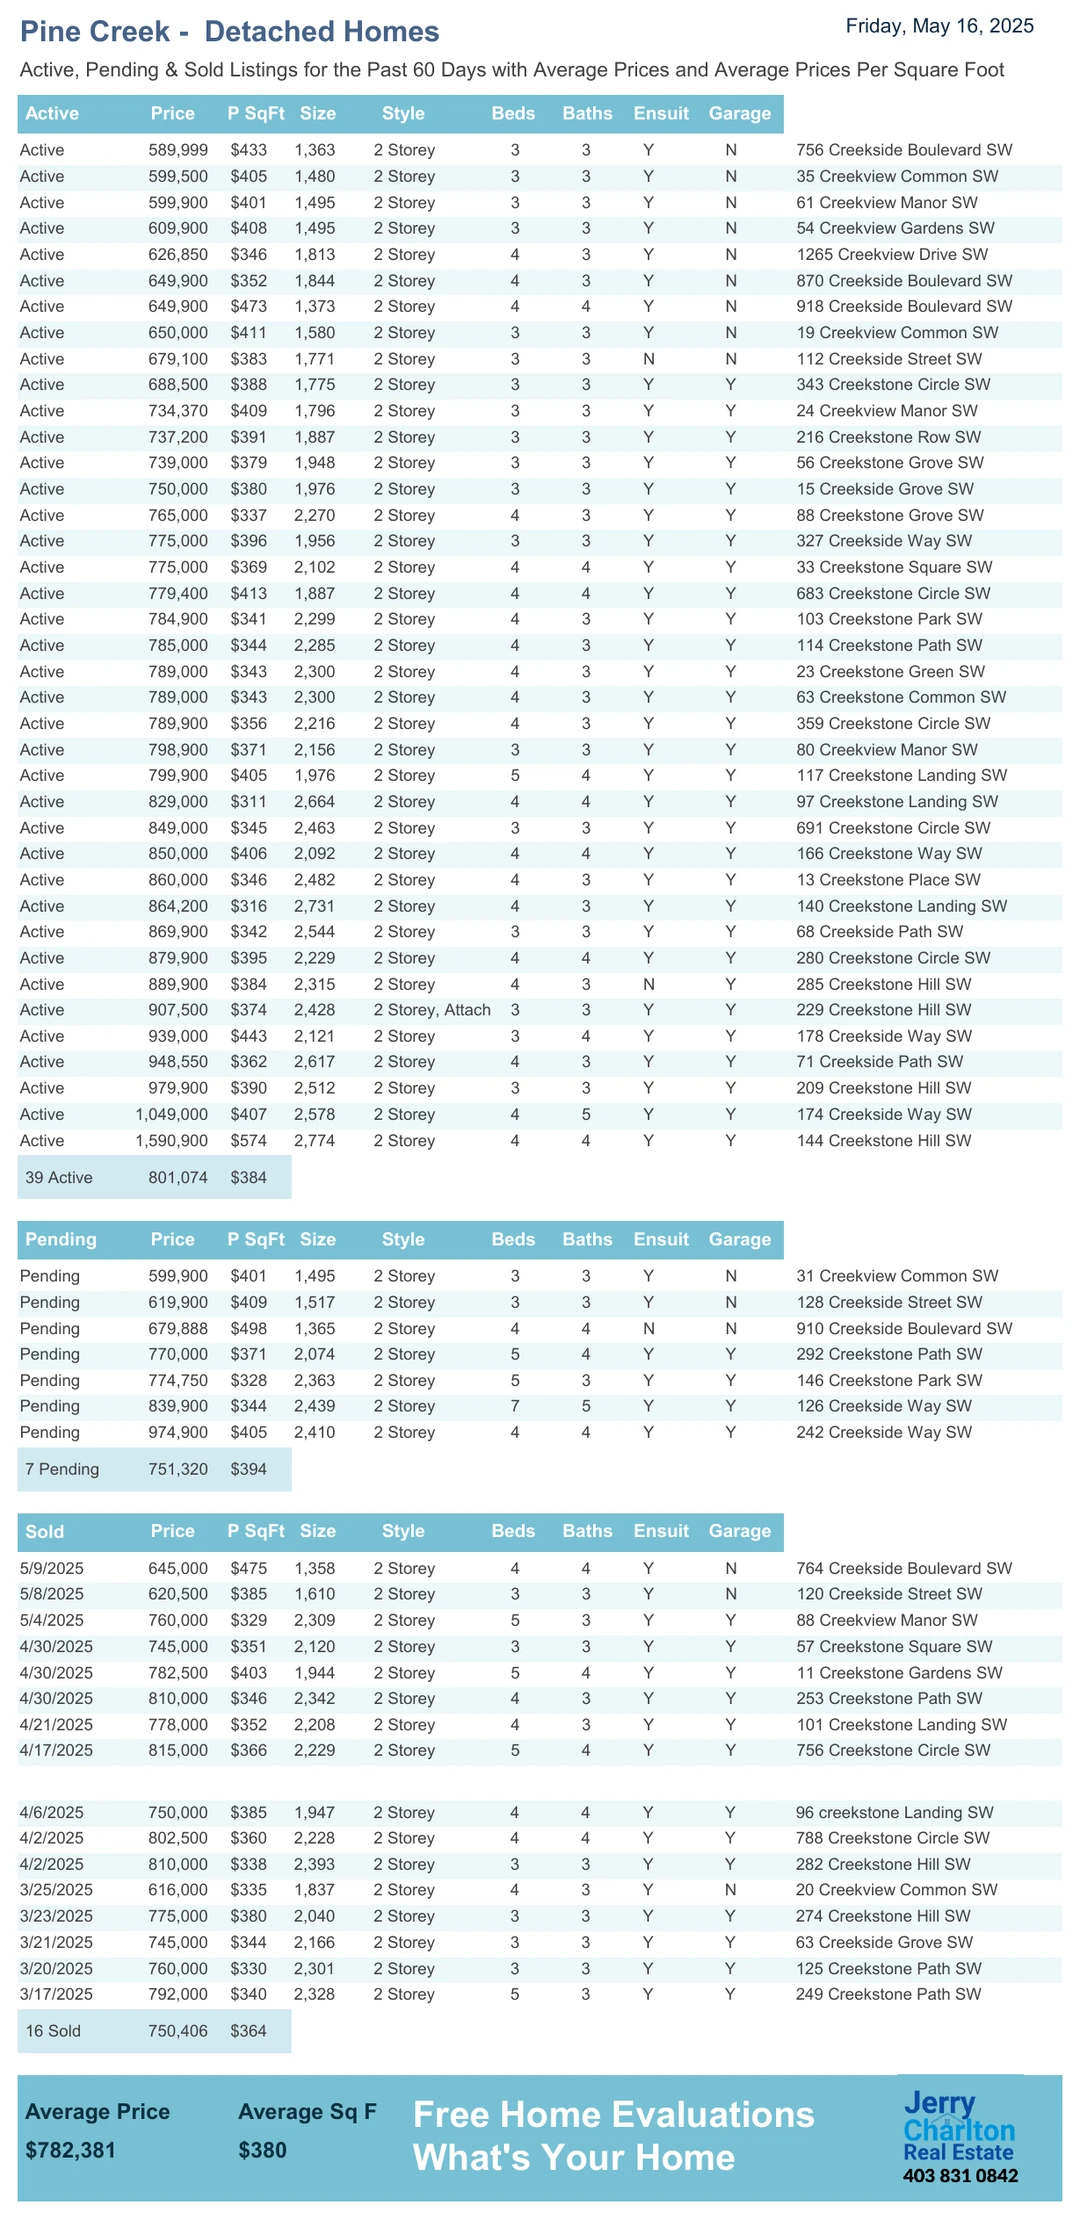 Pine Creek - Detached Homes
Friday, May 16, 2025
Active, Pending & Sold Listings for the Past 60 Days with Average Prices and Average Prices Per Square Foot
Active Price P SqFt Size Style Beds Baths Ensuit Garage
Active 589,999 $433 1,363 2 Storey 3 3 Y N 756 Creekside Boulevard SW
Active 599,500 $405 1,480 2 Storey 3 3 Y N 35 Creekview Common SW
Active 599,900 $401 1,495 2 Storey 3 3 Y N 61 Creekview Manor SW
Active 609,900 $408 1,495 2 Storey 3 3 Y N 54 Creekview Gardens SW
Active 626,850 $346 1,813 2 Storey 4 3 Y N 1265 Creekview Drive SW
Active 649,900 $352 1,844 2 Storey 4 3 Y N 870 Creekside Boulevard SW
Active 649,900 $473 1,373 2 Storey 4 4 Y N 918 Creekside Boulevard SW
Active 650,000 $411 1,580 2 Storey 3 3 Y N 19 Creekview Common SW
Active 679,100 $383 1,771 2 Storey 3 3 N N 112 Creekside Street SW
Active 688,500 $388 1,775 2 Storey 3 3 Y Y 343 Creekstone Circle SW
Active 734,370 $409 1,796 2 Storey 3 3 Y Y 24 Creekview Manor SW
Active 737,200 $391 1,887 2 Storey 3 3 Y Y 216 Creekstone Row SW
Active 739,000 $379 1,948 2 Storey 3 3 Y Y 56 Creekstone Grove SW
Active 750,000 $380 1,976 2 Storey 3 3 Y Y 15 Creekside Grove SW
Active 765,000 $337 2,270 2 Storey 4 3 Y Y 88 Creekstone Grove SW
Active 775,000 $396 1,956 2 Storey 3 3 Y Y 327 Creekside Way SW
Active 775,000 $369 2,102 2 Storey 4 4 Y Y 33 Creekstone Square SW
Active 779,400 $413 1,887 2 Storey 4 4 Y Y 683 Creekstone Circle SW
Active 784,900 $341 2,299 2 Storey 4 3 Y Y 103 Creekstone Park SW
Active 785,000 $344 2,285 2 Storey 4 3 Y Y 114 Creekstone Path SW
Active 789,000 $343 2,300 2 Storey 4 3 Y Y 23 Creekstone Green SW
Active 789,000 $343 2,300 2 Storey 4 3 Y Y 63 Creekstone Common SW
Active 789,900 $356 2,216 2 Storey 4 3 Y Y 359 Creekstone Circle SW
Active 798,900 $371 2,156 2 Storey 3 3 Y Y 80 Creekview Manor SW
Active 799,900 $405 1,976 2 Storey 5 4 Y Y 117 Creekstone Landing SW
Active 829,000 $311 2,664 2 Storey 4 4 Y Y 97 Creekstone Landing SW
Active 849,000 $345 2,463 2 Storey 3 3 Y Y 691 Creekstone Circle SW
Active 850,000 $406 2,092 2 Storey 4 4 Y Y 166 Creekstone Way SW
Active 860,000 $346 2,482 2 Storey 4 3 Y Y 13 Creekstone Place SW
Active 864,200 $316 2,731 2 Storey 4 3 Y Y 140 Creekstone Landing SW
Active 869,900 $342 2,544 2 Storey 3 3 Y Y 68 Creekside Path SW
Active 879,900 $395 2,229 2 Storey 4 4 Y Y 280 Creekstone Circle SW
Active 889,900 $384 2,315 2 Storey 4 3 N Y 285 Creekstone Hill SW
Active 907,500 $374 2,428 2 Storey, Attach 3 3 Y Y 229 Creekstone Hill SW
Active 939,000 $443 2,121 2 Storey 3 4 Y Y 178 Creekside Way SW
Active 948,550 $362 2,617 2 Storey 4 3 Y Y 71 Creekside Path SW
Active 979,900 $390 2,512 2 Storey 3 3 Y Y 209 Creekstone Hill SW
Active 1,049,000 $407 2,578 2 Storey 4 5 Y Y 174 Creekside Way SW
Active 1,590,900 $574 2,774 2 Storey 4 4 Y Y 144 Creekstone Hill SW
39 Active 801,074 $384
Pending Price P SqFt Size Style Beds Baths Ensuit Garage
Pending 599,900 $401 1,495 2 Storey 3 3 Y N 31 Creekview Common SW
Pending 619,900 $409 1,517 2 Storey 3 3 Y N 128 Creekside Street SW
Pending 679,888 $498 1,365 2 Storey 4 4 N N 910 Creekside Boulevard SW
Pending 770,000 $371 2,074 2 Storey 5 4 Y Y 292 Creekstone Path SW
Pending 774,750 $328 2,363 2 Storey 5 3 Y Y 146 Creekstone Park SW
Pending 839,900 $344 2,439 2 Storey 7 5 Y Y 126 Creekside Way SW
Pending 974,900 $405 2,410 2 Storey 4 4 Y Y 242 Creekside Way SW
7 Pending 751,320 $394
Sold Price P SqFt Size Style Beds Baths Ensuit Garage
5/9/2025 645,000 $475 1,358 2 Storey 4 4 Y N 764 Creekside Boulevard SW
5/8/2025 620,500 $385 1,610 2 Storey 3 3 Y N 120 Creekside Street SW
5/4/2025 760,000 $329 2,309 2 Storey 5 3 Y Y 88 Creekview Manor SW
4/30/2025 745,000 $351 2,120 2 Storey 3 3 Y Y 57 Creekstone Square SW
4/30/2025 782,500 $403 1,944 2 Storey 5 4 Y Y 11 Creekstone Gardens SW
4/30/2025 810,000 $346 2,342 2 Storey 4 3 Y Y 253 Creekstone Path SW
4/21/2025 778,000 $352 2,208 2 Storey 4 3 Y Y 101 Creekstone Landing SW
4/17/2025 815,000 $366 2,229 2 Storey 5 4 Y Y 756 Creekstone Circle SW
4/6/2025 750,000 $385 1,947 2 Storey 4 4 Y Y 96 creekstone Landing SW
4/2/2025 802,500 $360 2,228 2 Storey 4 4 Y Y 788 Creekstone Circle SW
4/2/2025 810,000 $338 2,393 2 Storey 3 3 Y Y 282 Creekstone Hill SW
3/25/2025 616,000 $335 1,837 2 Storey 4 3 Y N 20 Creekview Common SW
3/23/2025 775,000 $380 2,040 2 Storey 3 3 Y Y 274 Creekstone Hill SW
3/21/2025 745,000 $344 2,166 2 Storey 3 3 Y Y 63 Creekside Grove SW
3/20/2025 760,000 $330 2,301 2 Storey 3 3 Y Y 125 Creekstone Path SW
3/17/2025 792,000 $340 2,328 2 Storey 5 3 Y Y 249 Creekstone Path SW
16 Sold 750,406 $364
Average Price Average Sq F
$782,381 $380
Free Home Evaluations
What's Your Home
Jerry
Charlton
Real Estate
403 831 0842